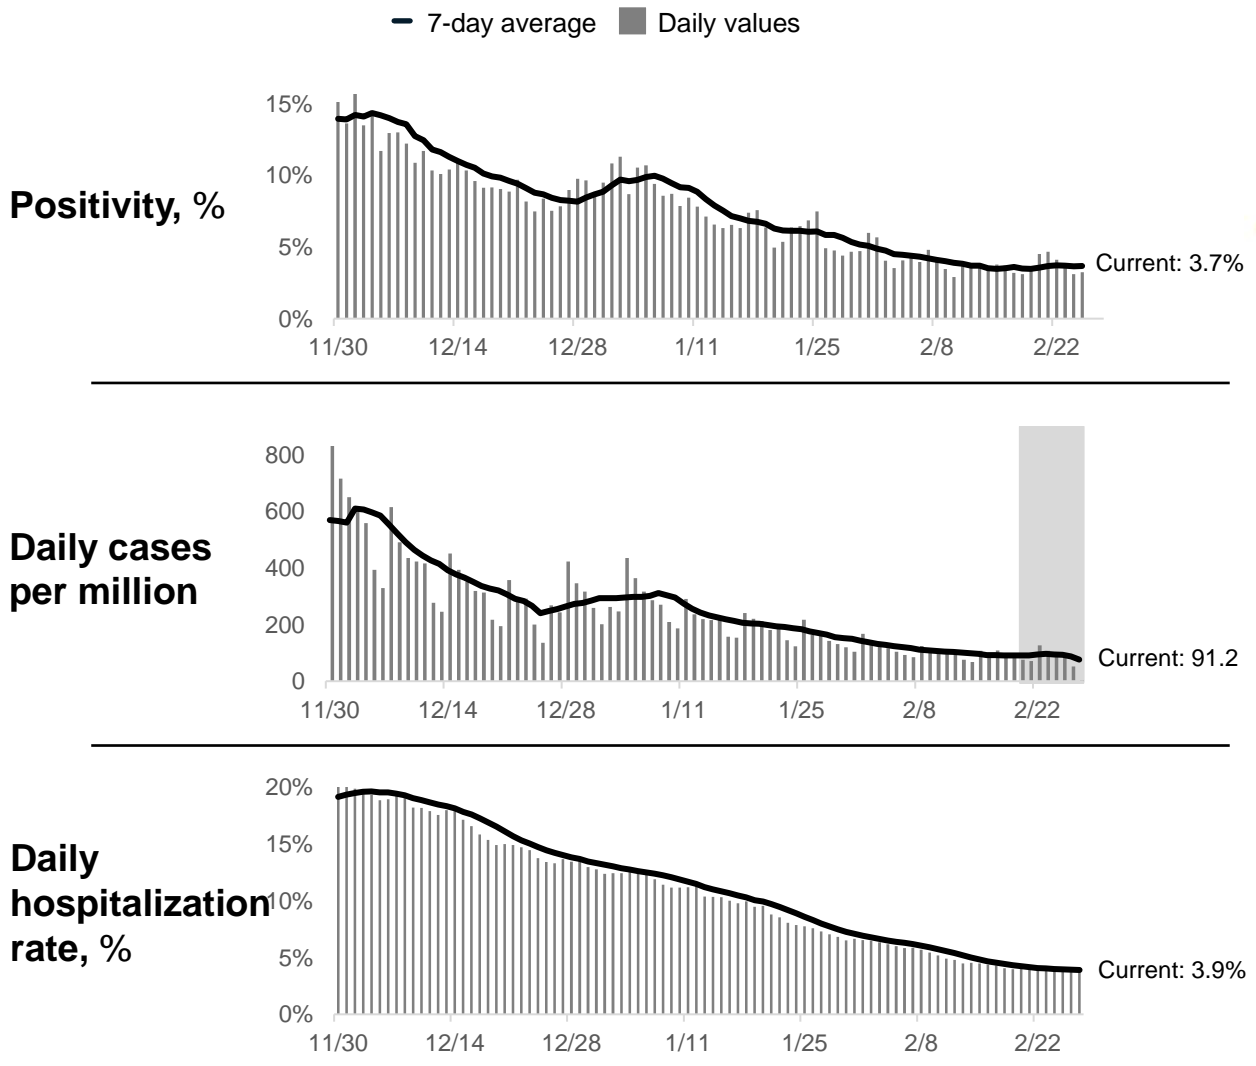 7-day average Daily values
15%
10%
Positivity, %
5%
Current: 3.7%
0%
11/30 12/14 12/28 1/11 1/25 2/8 2/22
800
600
Daily cases
per million
400
200
Current: 91.2
0
11/30 12/14 12/28 1/11 1/25 2/8 2/22
20%
15%
Daily
hospitalization
rate, %
10%
5%
Current: 3.9%
0%
11/30 12/14 12/28 1/11 1/25 2/8 2/22